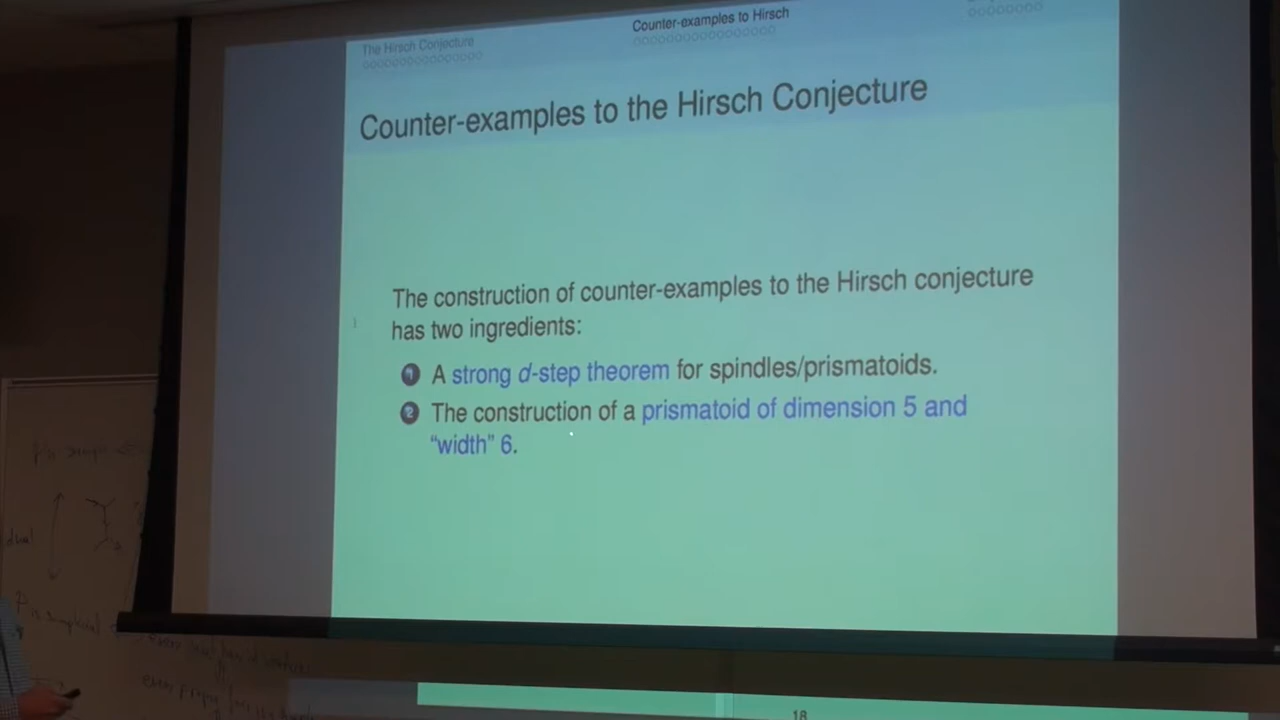 The Hirsch Conjecture
Counter-examples to Hirsch
Counter-examples to the Hirsch Conjecture
The construction of counter-examples to the Hirsch conjecture
has two ingredients:
1 A strong d-step theorem for spindles/prismatoids.
2 The construction of a prismatoid of dimension 5 and
"width" 6.
dual
18